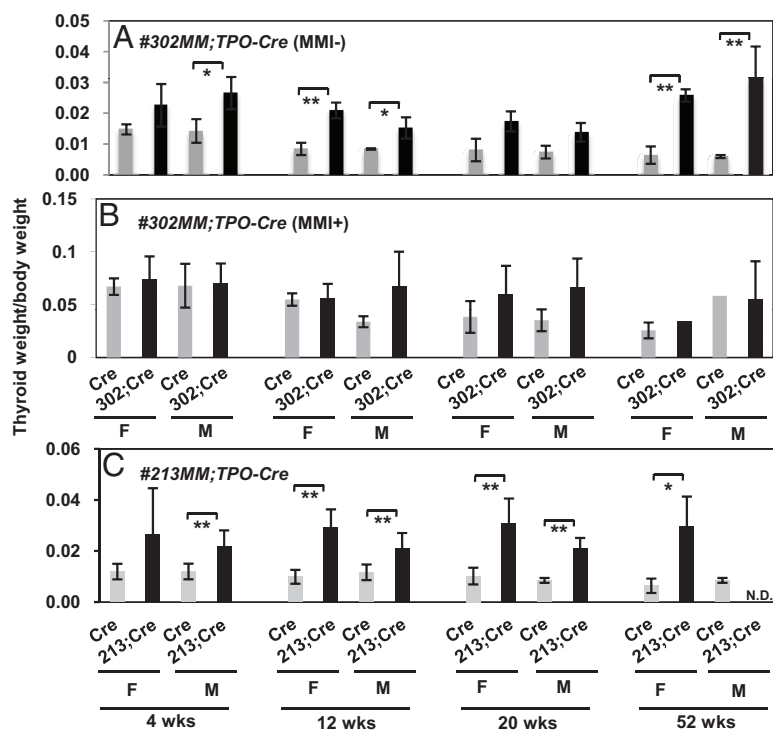 Thyroid weight/body weight
A #302MM;TPO-Cre (MMI-)
0.05
0.04
0.03
0.02
0.01
0.00
* ** * ** **
B #302MM;TPO-Cre (MMI+)
0.15
0.1
0.05
0
Cre 302;Cre Cre 302;Cre Cre 302;Cre Cre 302;Cre Cre 302;Cre Cre 302;Cre Cre 302;Cre Cre 302;Cre
F M F M F M F M
C #213MM;TPO-Cre
0.06
0.04
0.02
0.00
** ** ** ** ** *
N.D.
Cre 213;Cre Cre 213;Cre Cre 213;Cre Cre 213;Cre Cre 213;Cre Cre 213;Cre Cre 213;Cre Cre 213;Cre
F M F M F M F M
4 wks 12 wks 20 wks 52 wks